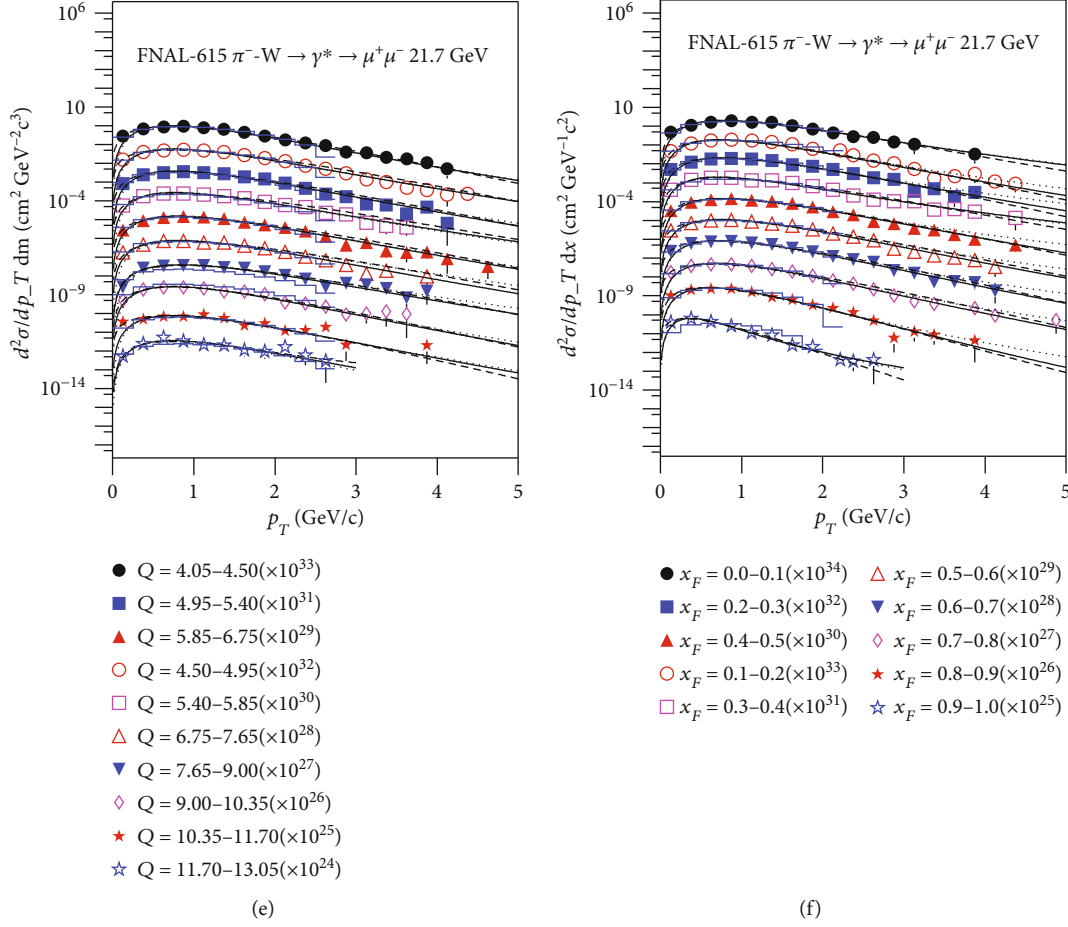 10⁶
10
10⁻⁴
10⁻⁹
10⁻¹⁴
d²σ/dp_T dm (cm² GeV⁻²c³)
FNAL-615 π⁻-W → γ* → μ⁺μ⁻ 21.7 GeV
0 1 2 3 4 5
p_T (GeV/c)
Q = 4.05–4.50(×10³³)
Q = 4.95–5.40(×10³¹)
Q = 5.85–6.75(×10²⁹)
Q = 4.50–4.95(×10³²)
Q = 5.40–5.85(×10³⁰)
Q = 6.75–7.65(×10²⁸)
Q = 7.65–9.00(×10²⁷)
Q = 9.00–10.35(×10²⁶)
Q = 10.35–11.70(×10²⁵)
Q = 11.70–13.05(×10²⁴)
(e)
10⁶
10
10⁻⁴
10⁻⁹
10⁻¹⁴
d²σ/dp_T dx (cm² GeV⁻¹c²)
FNAL-615 π⁻-W → γ* → μ⁺μ⁻ 21.7 GeV
0 1 2 3 4 5
p_T (GeV/c)
x_F = 0.0–0.1(×10³⁴)
x_F = 0.2–0.3(×10³²)
x_F = 0.4–0.5(×10³⁰)
x_F = 0.1–0.2(×10³³)
x_F = 0.3–0.4(×10³¹)
x_F = 0.5–0.6(×10²⁹)
x_F = 0.6–0.7(×10²⁸)
x_F = 0.7–0.8(×10²⁷)
x_F = 0.8–0.9(×10²⁶)
x_F = 0.9–1.0(×10²⁵)
(f)